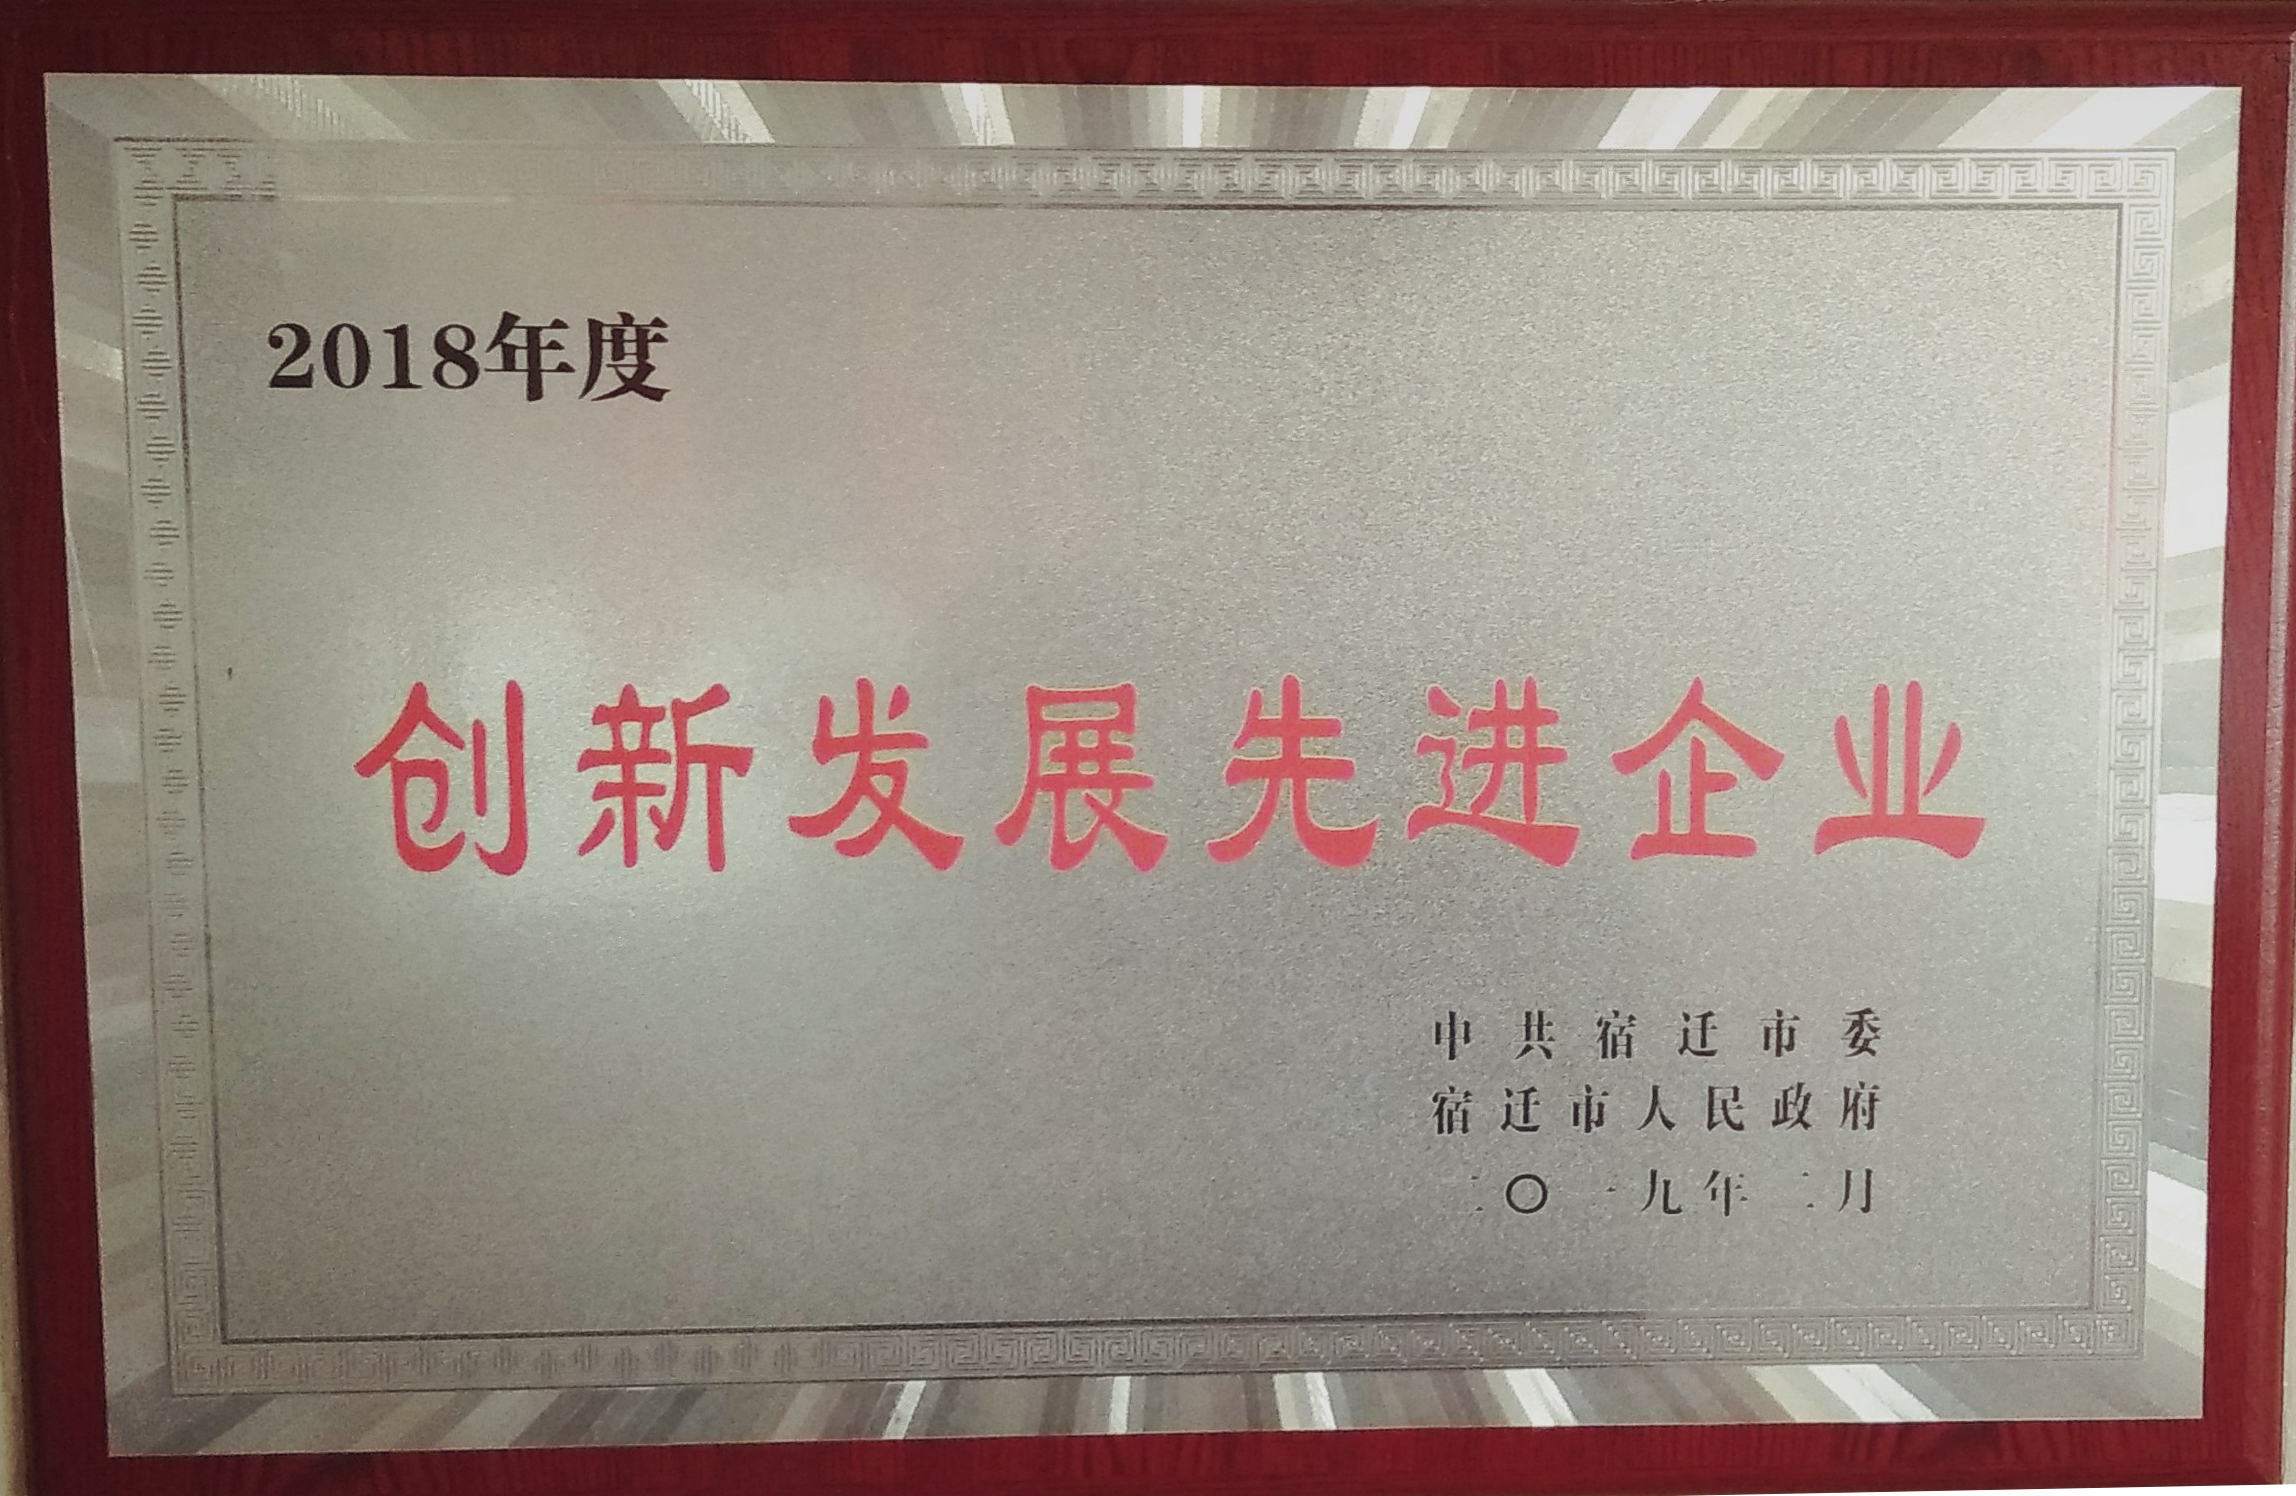 2018年度
创新发展先进企业
中共宿迁市委
宿迁市人民政府
二〇一九年二月